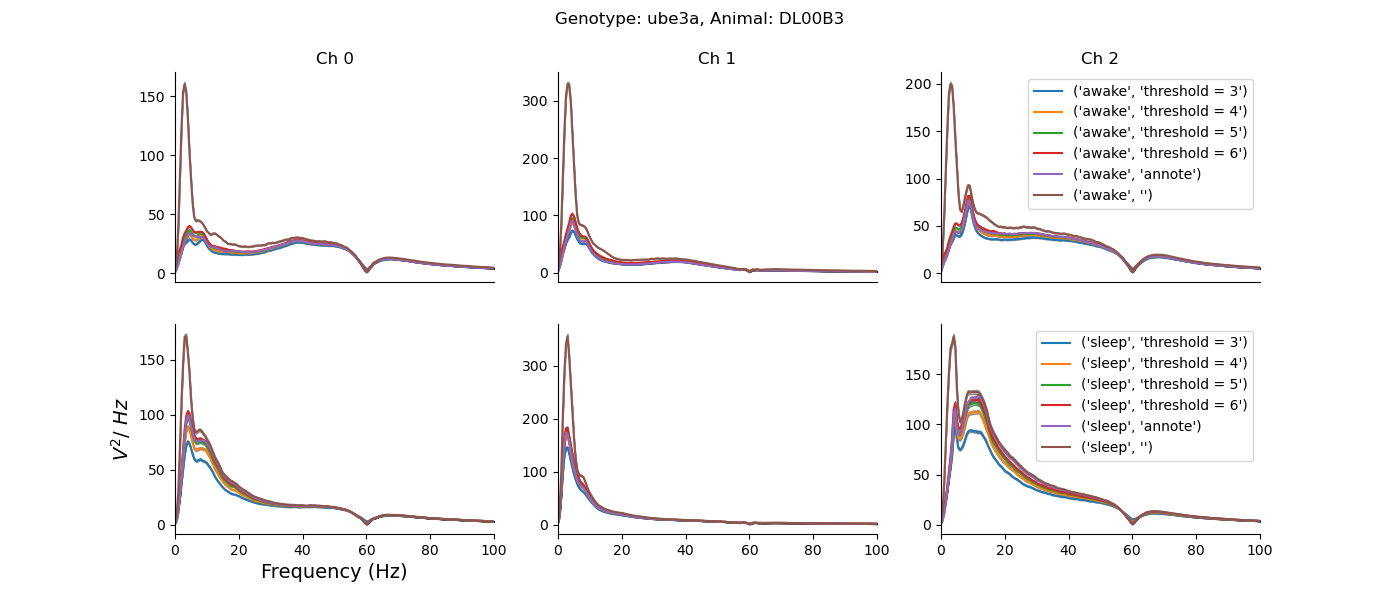 Genotype: ube3a, Animal: DL00B3
Ch 0
Ch 1
Ch 2
150
100
50
0
300
200
100
0
200
150
100
50
0
('awake', 'threshold = 3')
('awake', 'threshold = 4')
('awake', 'threshold = 5')
('awake', 'threshold = 6')
('awake', 'annote')
('awake', '')
V²/ Hz
150
100
50
0
0 20 40 60 80 100
Frequency (Hz)
300
200
100
0
0 20 40 60 80 100
150
100
50
0
0 20 40 60 80 100
('sleep', 'threshold = 3')
('sleep', 'threshold = 4')
('sleep', 'threshold = 5')
('sleep', 'threshold = 6')
('sleep', 'annote')
('sleep', '')